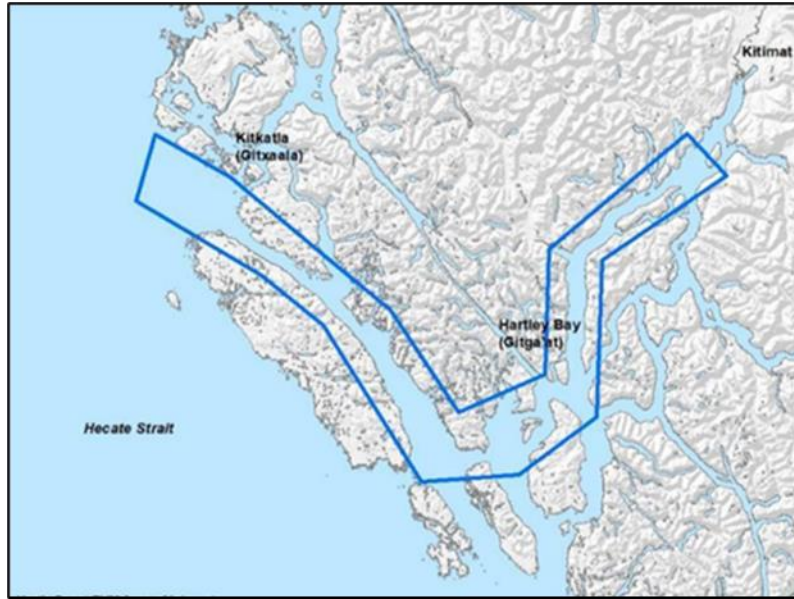 Kitimat
Kitkatla
(Gitxaala)
Hartley Bay
(Gitga'at)
Hecate Strait